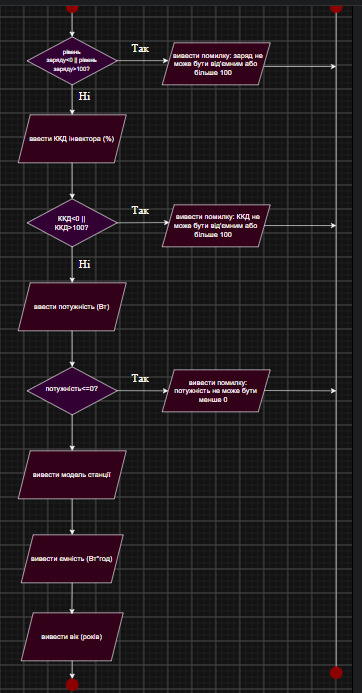 рівень
заряду<0 || рівень
заряду>100?
Так
вивести помилку: заряд не
може бути від'ємним або
більше 100
Ні
ввести ККД інвектора (%)
ККД<0 ||
ККД>100?
Так
вивести помилку: ККД не
може бути від'ємним або
більше 100
Ні
ввести потужність (Вт)
потужність<=0?
Так
вивести помилку:
потужність не може бути
менше 0
вивести модель станції
вивести ємність (Вт*год)
вивести вік (років)